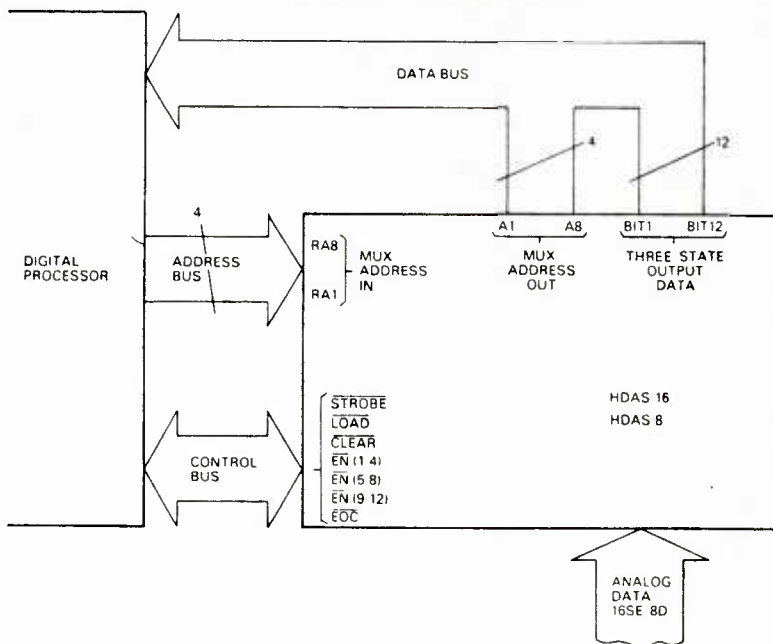 DATA BUS
4
12
A1 A8 BIT1 BIT12
MUX
ADDRESS
OUT
THREE STATE
OUTPUT
DATA
DIGITAL
PROCESSOR
4
ADDRESS
BUS
RA8
RA1
MUX
ADDRESS
IN
CONTROL
BUS
STROBE
LOAD
CLEAR
EN (1 4)
EN (5 8)
EN (9 12)
EOC
HDAS 16
HDAS 8
ANALOG
DATA
16SE 8D